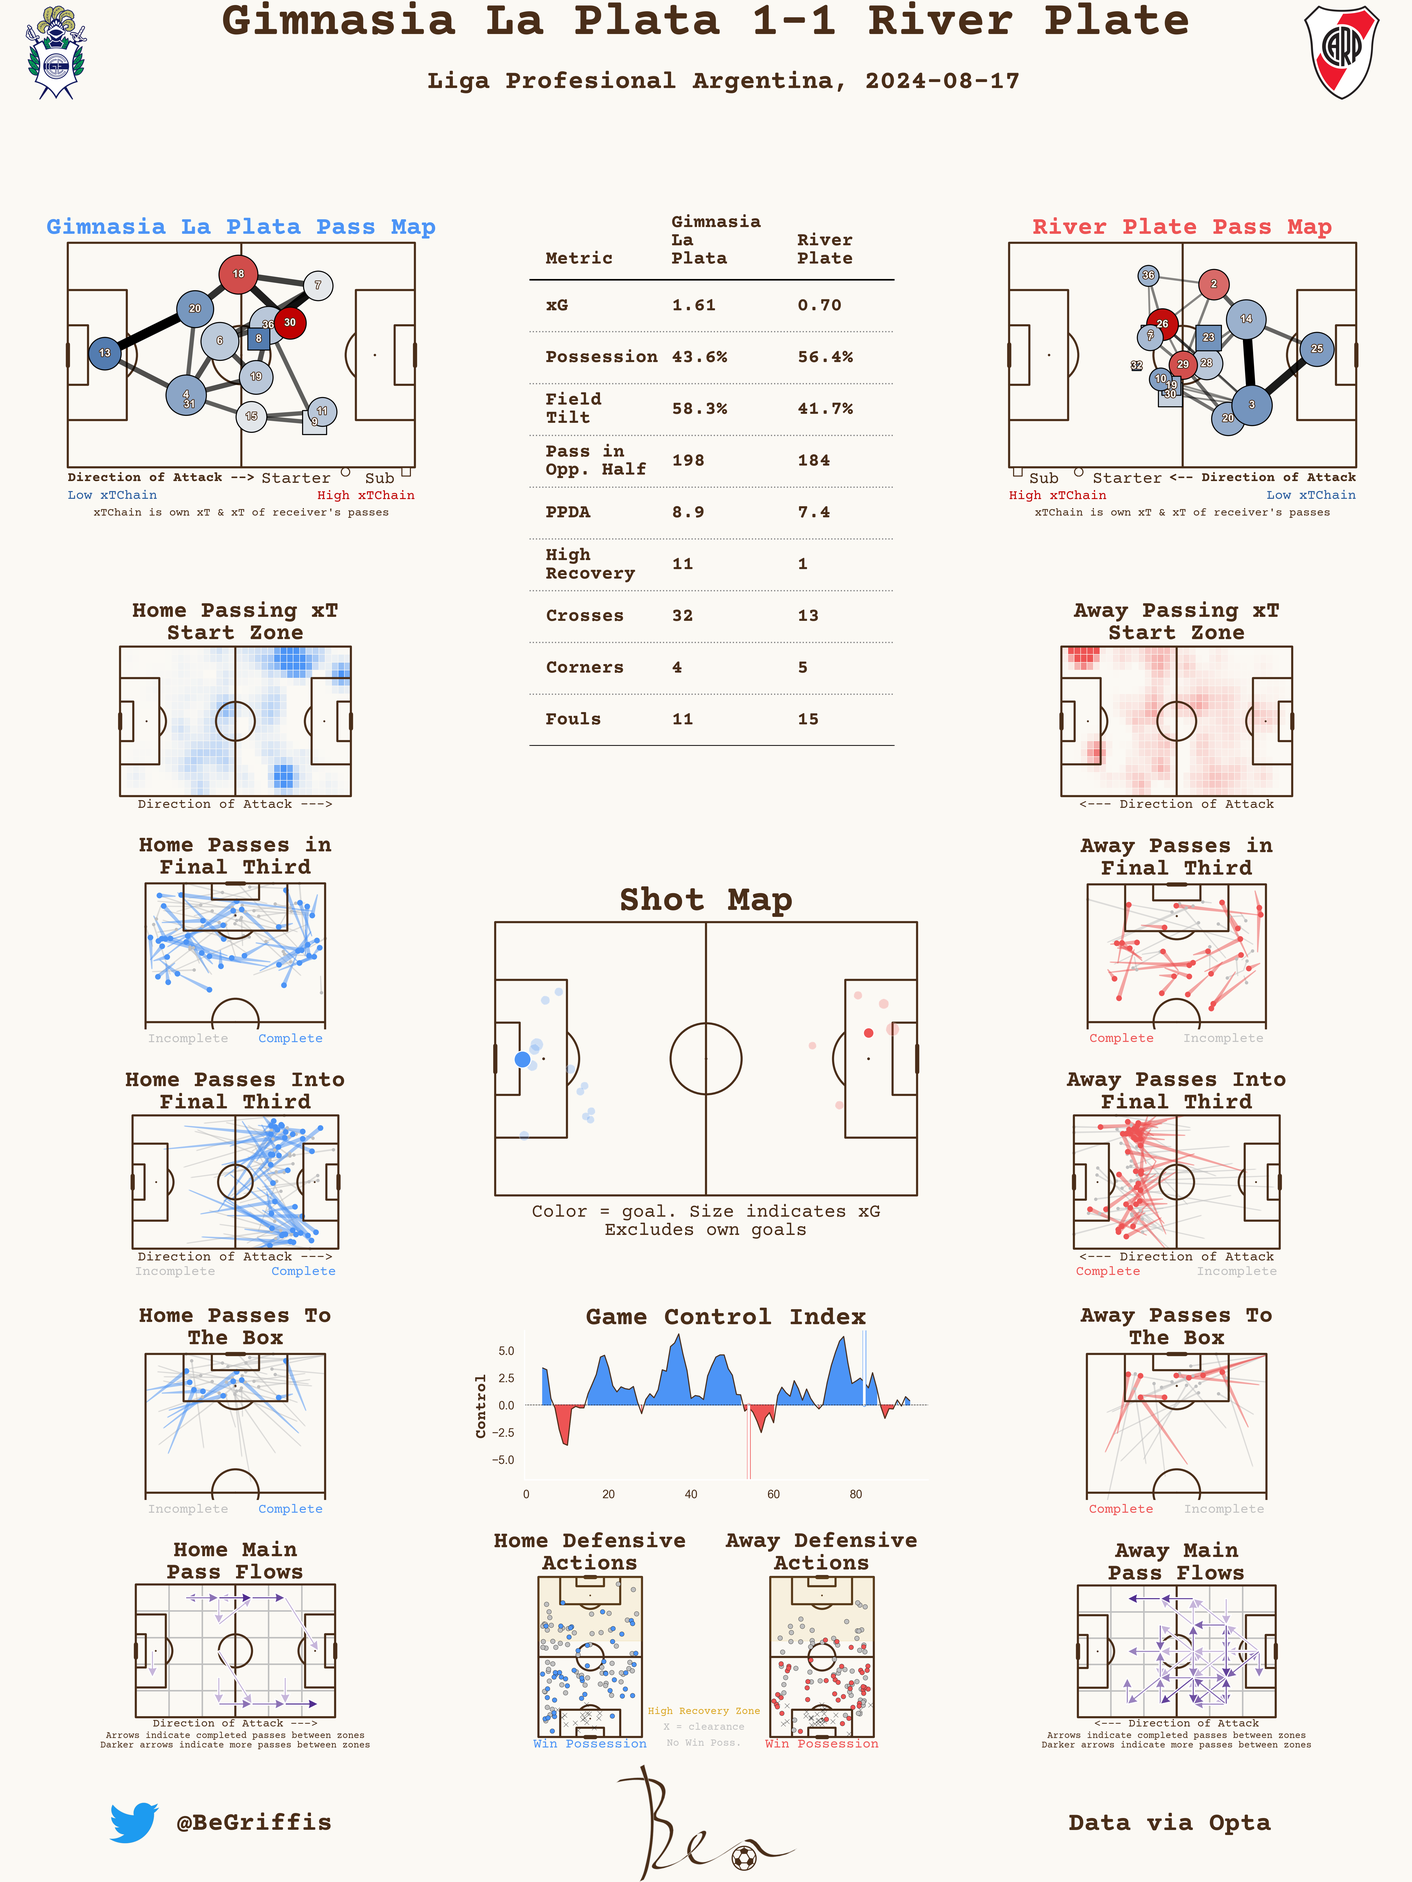 Gimnasia La Plata 1-1 River Plate
Liga Profesional Argentina, 2024-08-17
CARP
Gimnasia La Plata Pass Map
18
7
20
36
30
6
8
13
19
4
31
15
11
9
Direction of Attack --> Starter Sub
Low xTChain High xTChain
xTChain is own xT & xT of receiver's passes
Metric Gimnasia La Plata River Plate
xG 1.61 0.70
Possession 43.6% 56.4%
Field Tilt 58.3% 41.7%
Pass in Opp. Half 198 184
PPDA 8.9 7.4
High Recovery 11 1
Crosses 32 13
Corners 4 5
Fouls 11 15
River Plate Pass Map
36
2
26
14
7
23
25
32
29
28
10
19
30
3
20
Sub Starter <-- Direction of Attack
High xTChain Low xTChain
xTChain is own xT & xT of receiver's passes
Home Passing xT
Start Zone
Direction of Attack --->
Away Passing xT
Start Zone
<--- Direction of Attack
Home Passes in
Final Third
Incomplete Complete
Away Passes in
Final Third
Complete Incomplete
Shot Map
Color = goal. Size indicates xG
Excludes own goals
Home Passes Into
Final Third
Direction of Attack --->
Incomplete Complete
Away Passes Into
Final Third
<--- Direction of Attack
Complete Incomplete
Home Passes To
The Box
Incomplete Complete
Game Control Index
Control
5.0
2.5
0.0
−2.5
−5.0
0 20 40 60 80
Away Passes To
The Box
Complete Incomplete
Home Main
Pass Flows
Direction of Attack --->
Arrows indicate completed passes between zones
Darker arrows indicate more passes between zones
Home Defensive
Actions
Win Possession
Away Defensive
Actions
Win Possession
High Recovery Zone
X = clearance
No Win Poss.
Away Main
Pass Flows
<--- Direction of Attack
Arrows indicate completed passes between zones
Darker arrows indicate more passes between zones
@BeGriffis
Ben
Data via Opta